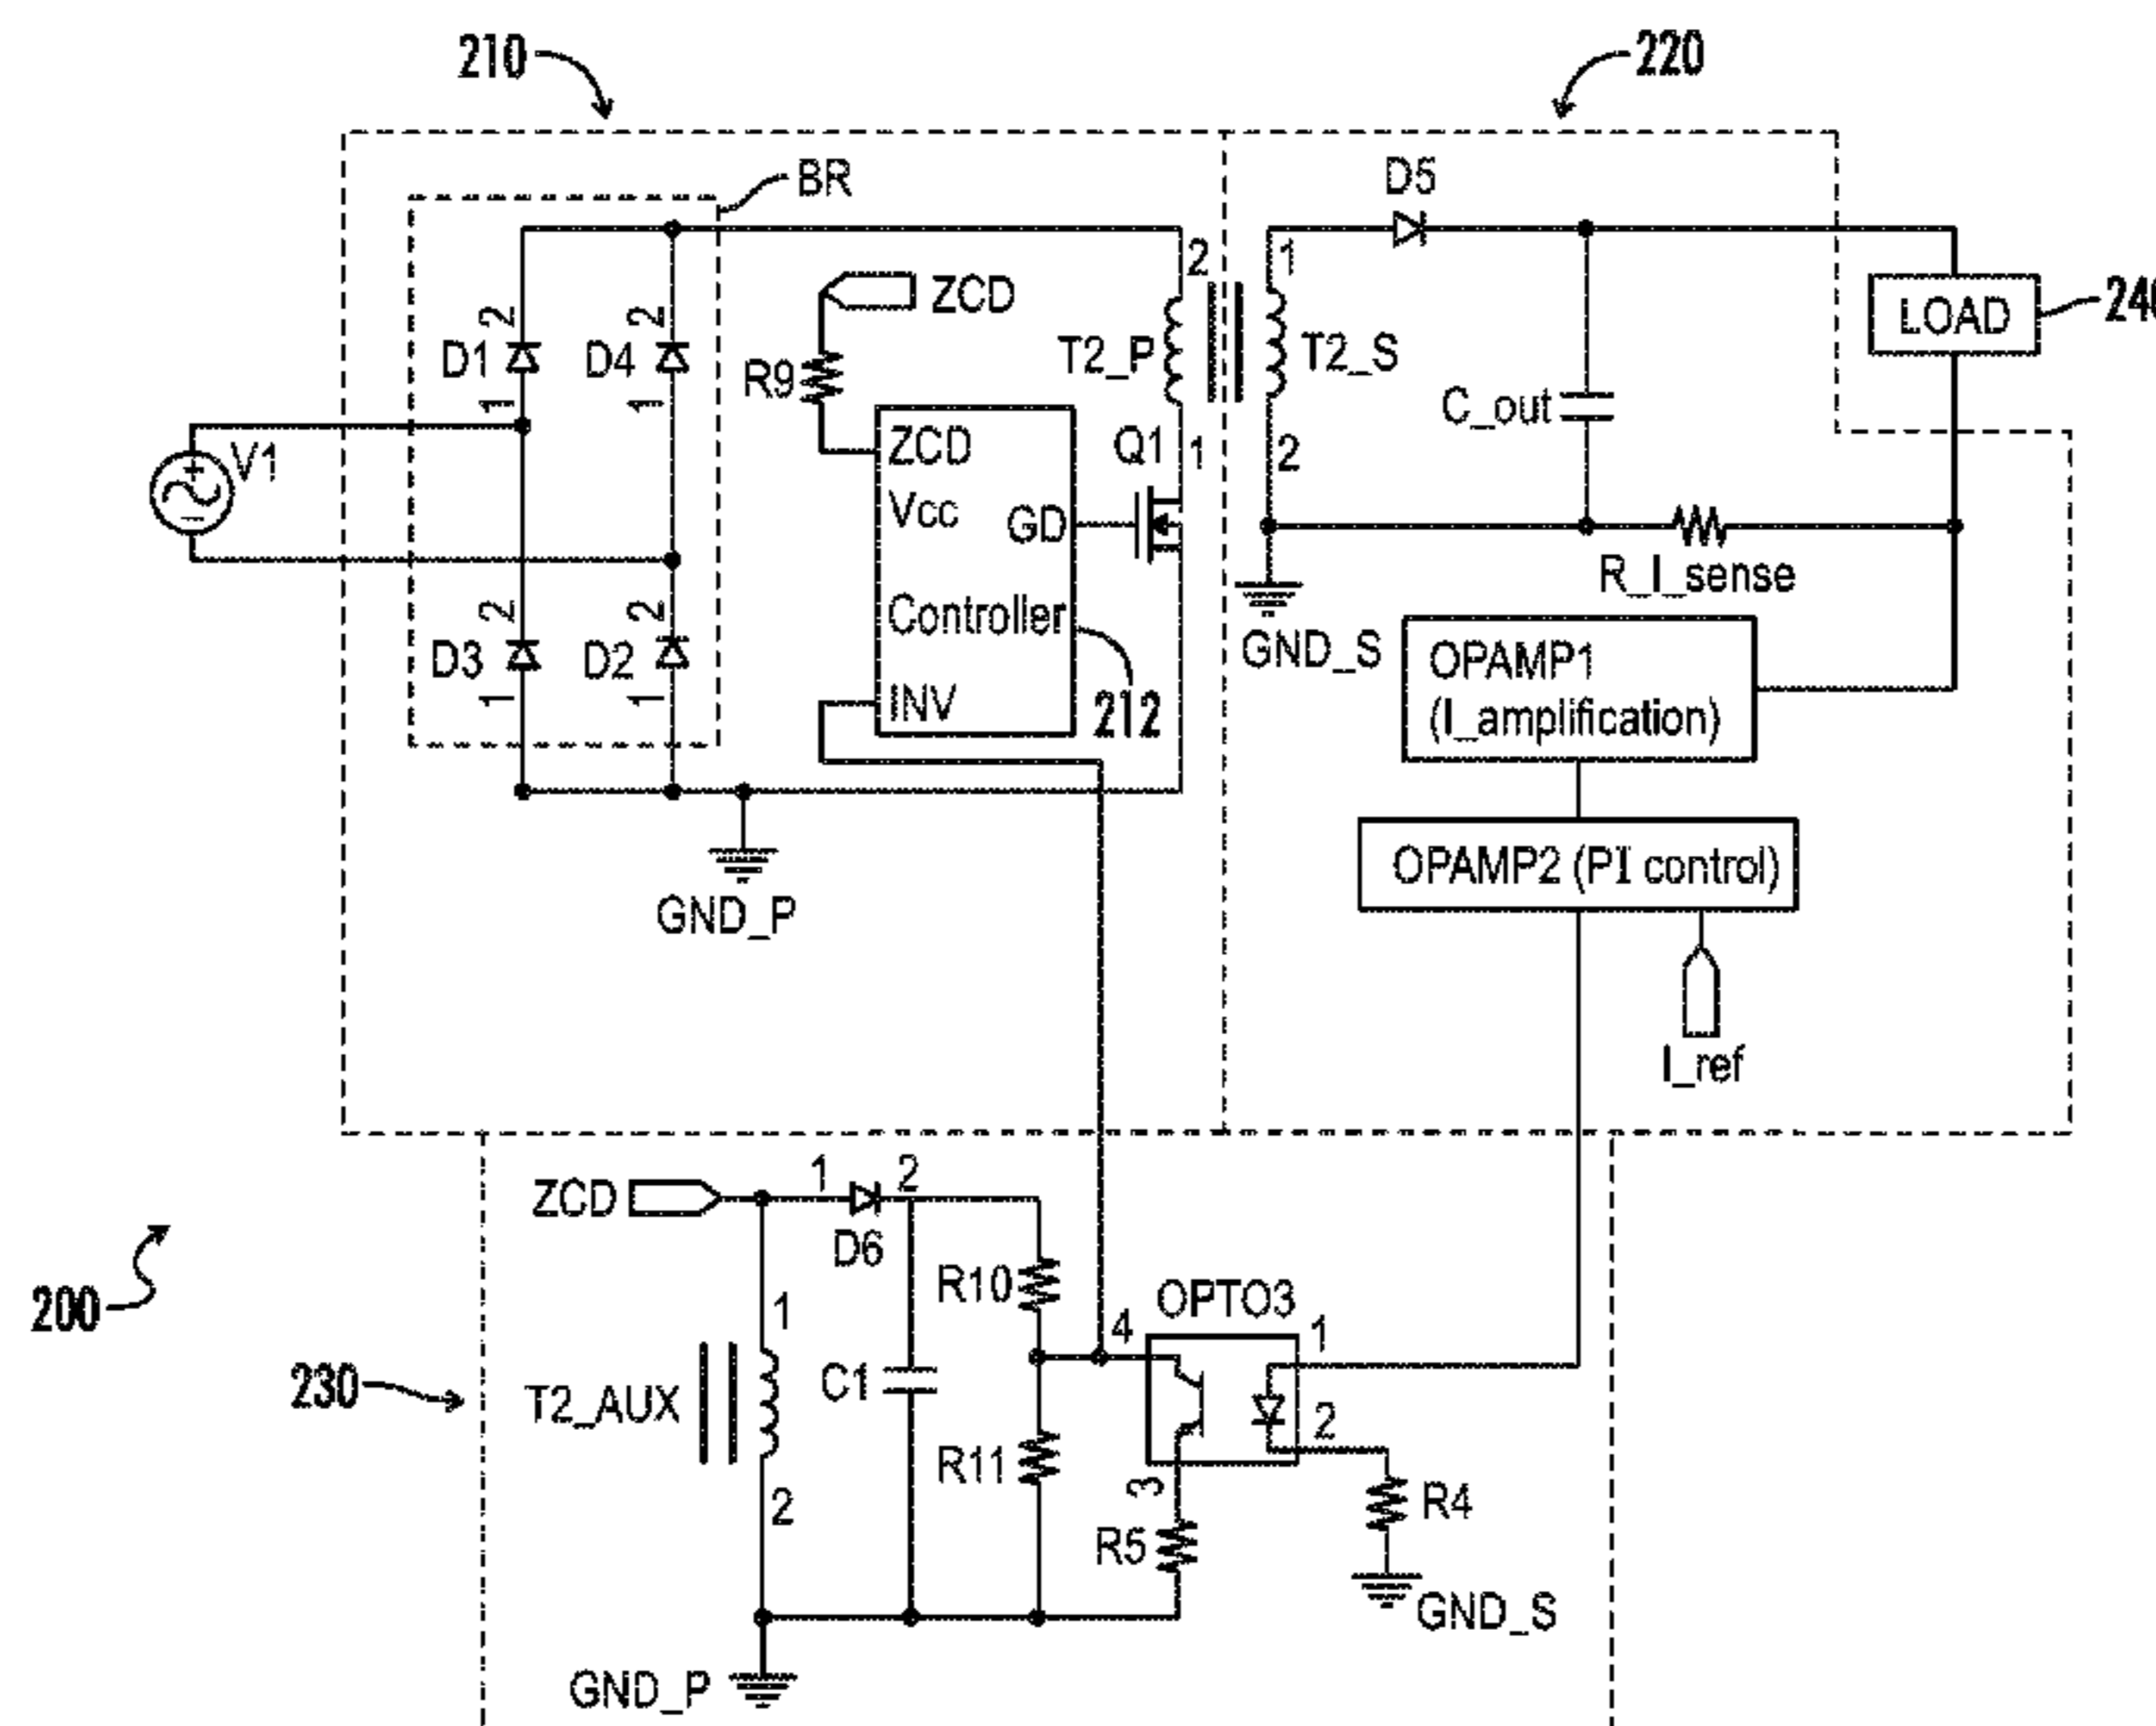 210
220
BR
D5
2
1
ZCD
LOAD
2
2
D1
D4
R9
T2_P
T2_S
1
1
C_out
V1
ZCD
Q1
1
2
Vcc
GD
R_I_sense
2
2
Controller
D3
D2
GND_S
OPAMP1
(I_amplification)
1
1
INV
212
OPAMP2 (PI control)
GND_P
I_ref
ZCD
1
2
D6
200
1
R10
OPTO3
4
1
230
T2_AUX
C1
2
R11
3
2
R4
R5
GND_S
GND_P